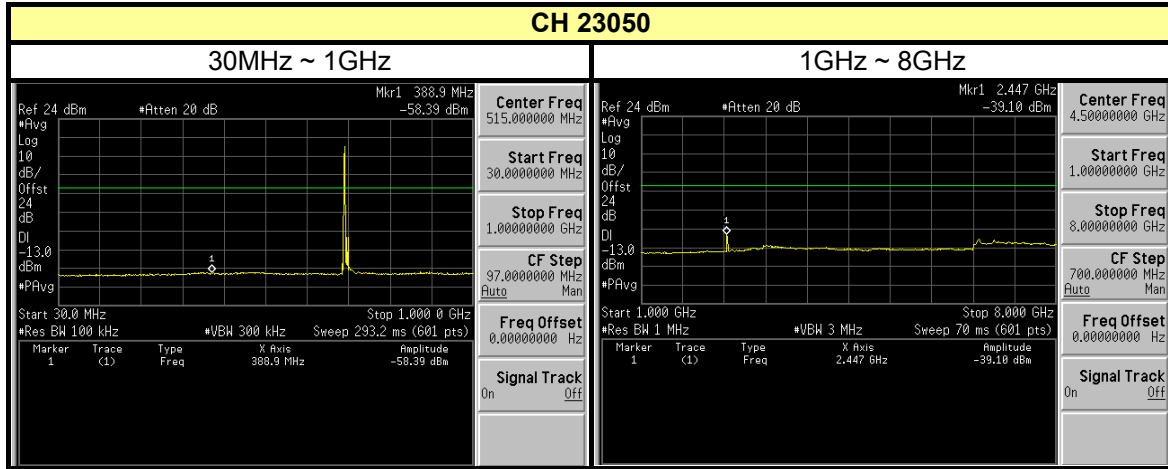 CH 23050
30MHz ~ 1GHz
1GHz ~ 8GHz
Mkr1 388.9 MHz
Ref 24 dBm #Atten 20 dB -58.39 dBm
#Avg
Log
10
dB/
Offst
24
dB
DI
-13.0
dBm
#PAvg
1
Start 30.0 MHz Stop 1.000 0 GHz
#Res BW 100 kHz #VBW 300 kHz Sweep 293.2 ms (601 pts)
Marker Trace Type X Axis Amplitude
1 (1) Freq 388.9 MHz -58.39 dBm
Center Freq
515.000000 MHz
Start Freq
30.0000000 MHz
Stop Freq
1.00000000 GHz
CF Step
97.0000000 MHz
Auto Man
Freq Offset
0.00000000 Hz
Signal Track
On Off
Mkr1 2.447 GHz
Ref 24 dBm #Atten 20 dB -39.10 dBm
#Avg
Log
10
dB/
Offst
24
dB
DI
-13.0
dBm
#PAvg
1
Start 1.000 GHz Stop 8.000 GHz
#Res BW 1 MHz #VBW 3 MHz Sweep 70 ms (601 pts)
Marker Trace Type X Axis Amplitude
1 (1) Freq 2.447 GHz -39.10 dBm
Center Freq
4.50000000 GHz
Start Freq
1.00000000 GHz
Stop Freq
8.00000000 GHz
CF Step
700.000000 MHz
Auto Man
Freq Offset
0.00000000 Hz
Signal Track
On Off